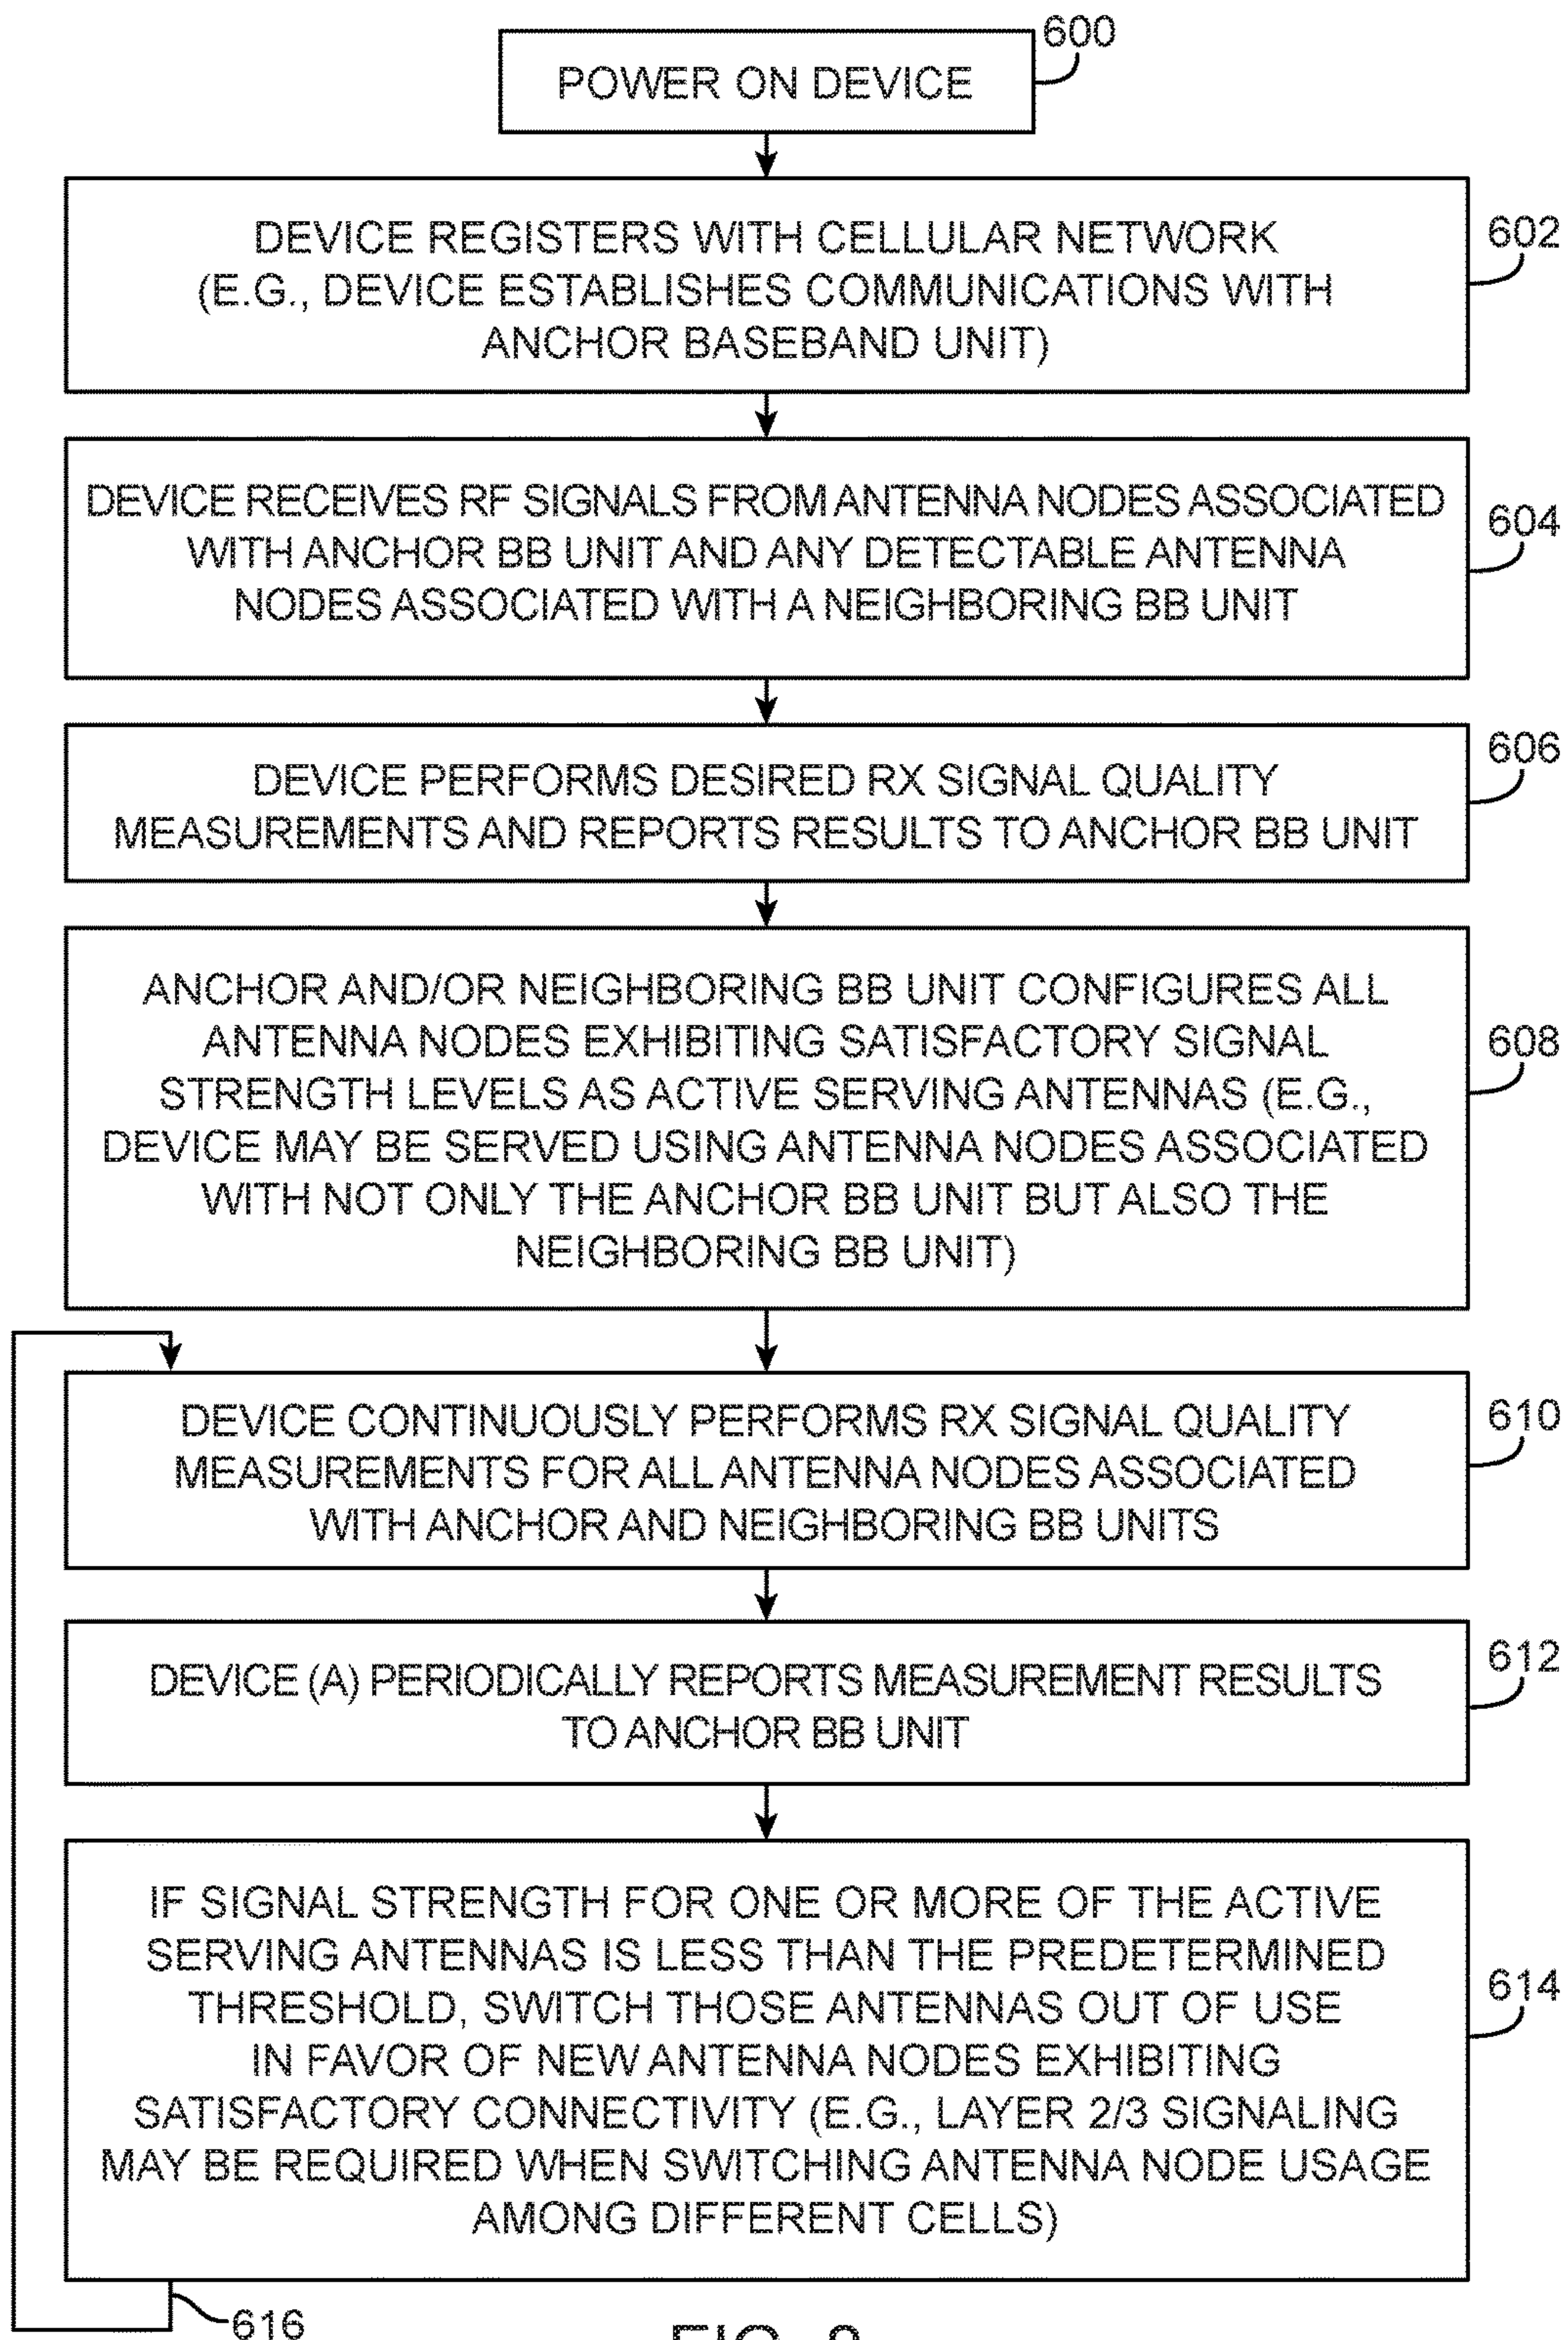 600
POWER ON DEVICE
DEVICE REGISTERS WITH CELLULAR NETWORK
(E.G., DEVICE ESTABLISHES COMMUNICATIONS WITH
ANCHOR BASEBAND UNIT)
602
DEVICE RECEIVES RF SIGNALS FROM ANTENNA NODES ASSOCIATED
WITH ANCHOR BB UNIT AND ANY DETECTABLE ANTENNA
NODES ASSOCIATED WITH A NEIGHBORING BB UNIT
604
DEVICE PERFORMS DESIRED RX SIGNAL QUALITY
MEASUREMENTS AND REPORTS RESULTS TO ANCHOR BB UNIT
606
ANCHOR AND/OR NEIGHBORING BB UNIT CONFIGURES ALL
ANTENNA NODES EXHIBITING SATISFACTORY SIGNAL
STRENGTH LEVELS AS ACTIVE SERVING ANTENNAS (E.G.,
DEVICE MAY BE SERVED USING ANTENNA NODES ASSOCIATED
WITH NOT ONLY THE ANCHOR BB UNIT BUT ALSO THE
NEIGHBORING BB UNIT)
608
DEVICE CONTINUOUSLY PERFORMS RX SIGNAL QUALITY
MEASUREMENTS FOR ALL ANTENNA NODES ASSOCIATED
WITH ANCHOR AND NEIGHBORING BB UNITS
610
DEVICE (A) PERIODICALLY REPORTS MEASUREMENT RESULTS
TO ANCHOR BB UNIT
612
IF SIGNAL STRENGTH FOR ONE OR MORE OF THE ACTIVE
SERVING ANTENNAS IS LESS THAN THE PREDETERMINED
THRESHOLD, SWITCH THOSE ANTENNAS OUT OF USE
IN FAVOR OF NEW ANTENNA NODES EXHIBITING
SATISFACTORY CONNECTIVITY (E.G., LAYER 2/3 SIGNALING
MAY BE REQUIRED WHEN SWITCHING ANTENNA NODE USAGE
AMONG DIFFERENT CELLS)
614
616